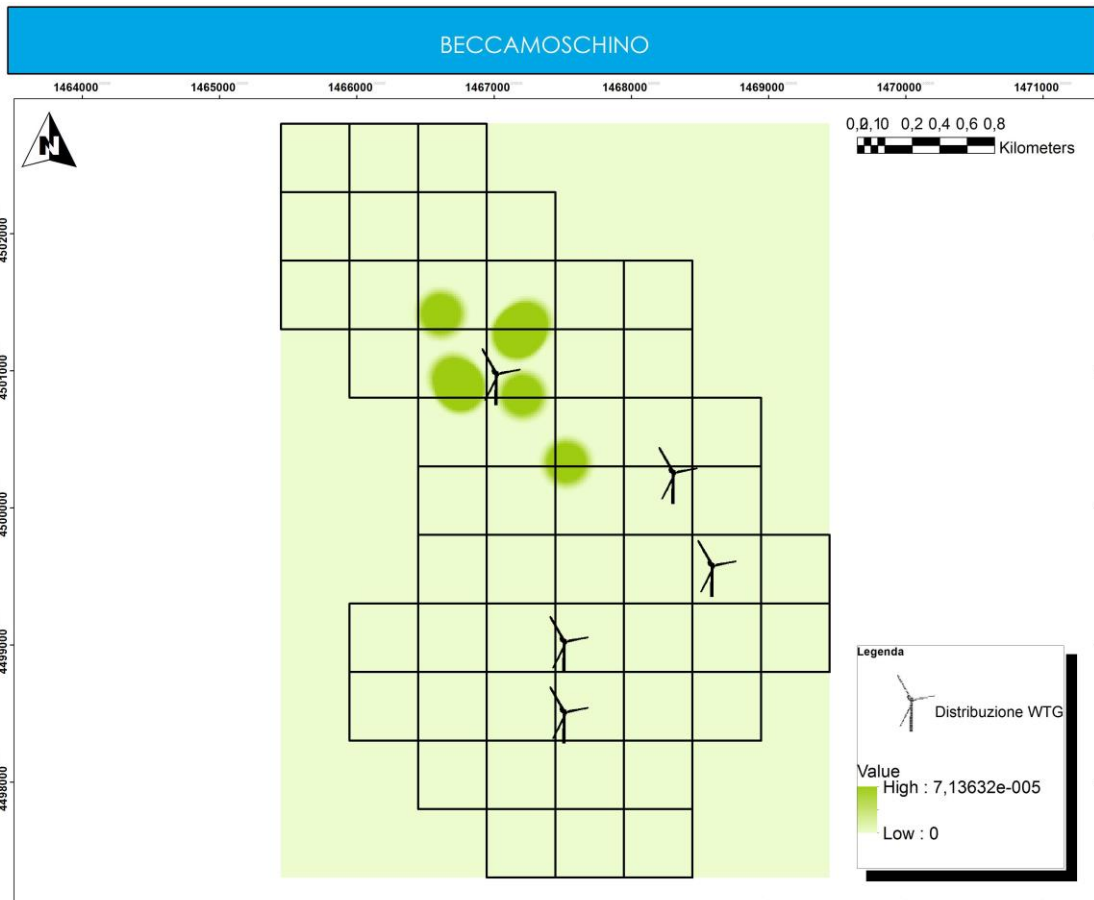 BECCAMOSCHINO
1464000 1465000 1466000 1467000 1468000 1469000 1470000 1471000
N
0,2 0,4 0,6 0,8
Kilometers
4502000
4501000
4500000
4499000
4498000
Legenda
Distribuzione WTG
Value
High : 7,13632e-005
Low : 0